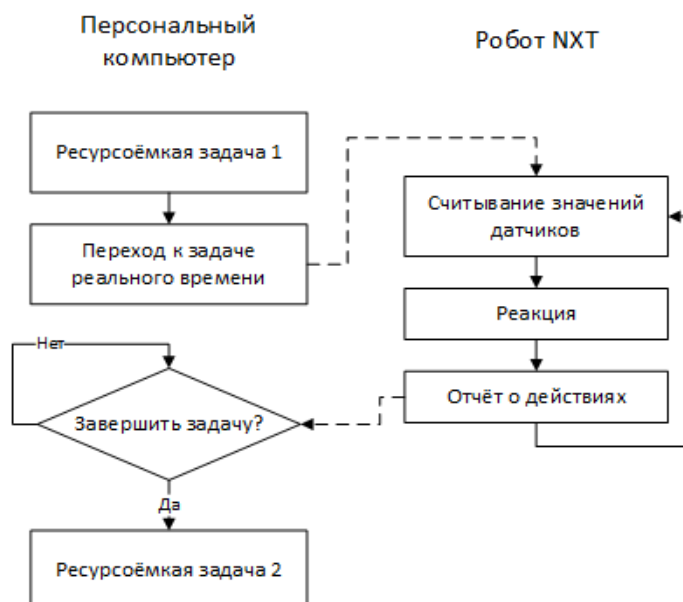 Персональный
компьютер
Робот NXT
Ресурсоёмкая задача 1
Переход к задаче
реального времени
Считывание значений
датчиков
Реакция
Отчёт о действиях
Нет
Завершить задачу?
Да
Ресурсоёмкая задача 2